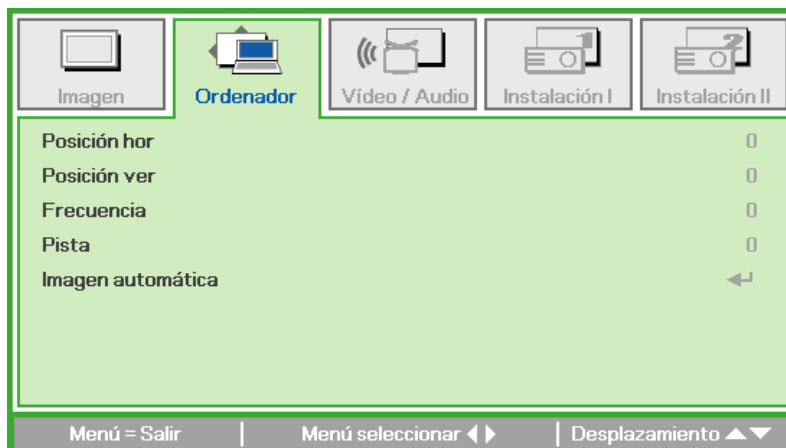 Imagen Ordenador Vídeo / Audio Instalación I Instalación II
Posición hor 0
Posición ver 0
Frecuencia 0
Pista 0
Imagen automática
Menú = Salir Menú seleccionar Desplazamiento